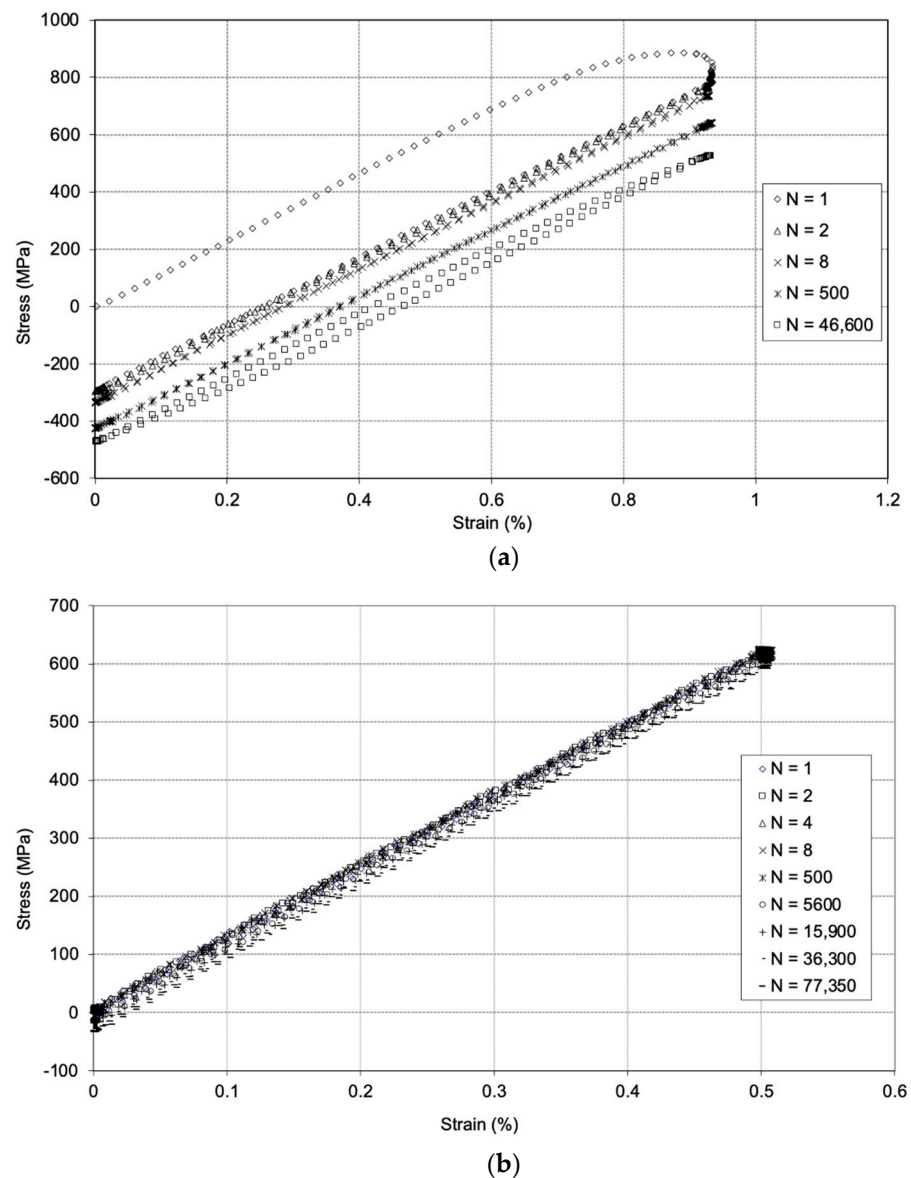 1000
800
600
400
200
0
-200
-400
-600
Stress (MPa)
0 0.2 0.4 0.6 0.8 1 1.2
Strain (%)
N = 1
N = 2
N = 8
N = 500
N = 46,600
(a)
700
600
500
400
300
200
100
0
-100
Stress (MPa)
0 0.1 0.2 0.3 0.4 0.5 0.6
Strain (%)
N = 1
N = 2
N = 4
N = 8
N = 500
N = 5600
N = 15,900
N = 36,300
N = 77,350
(b)